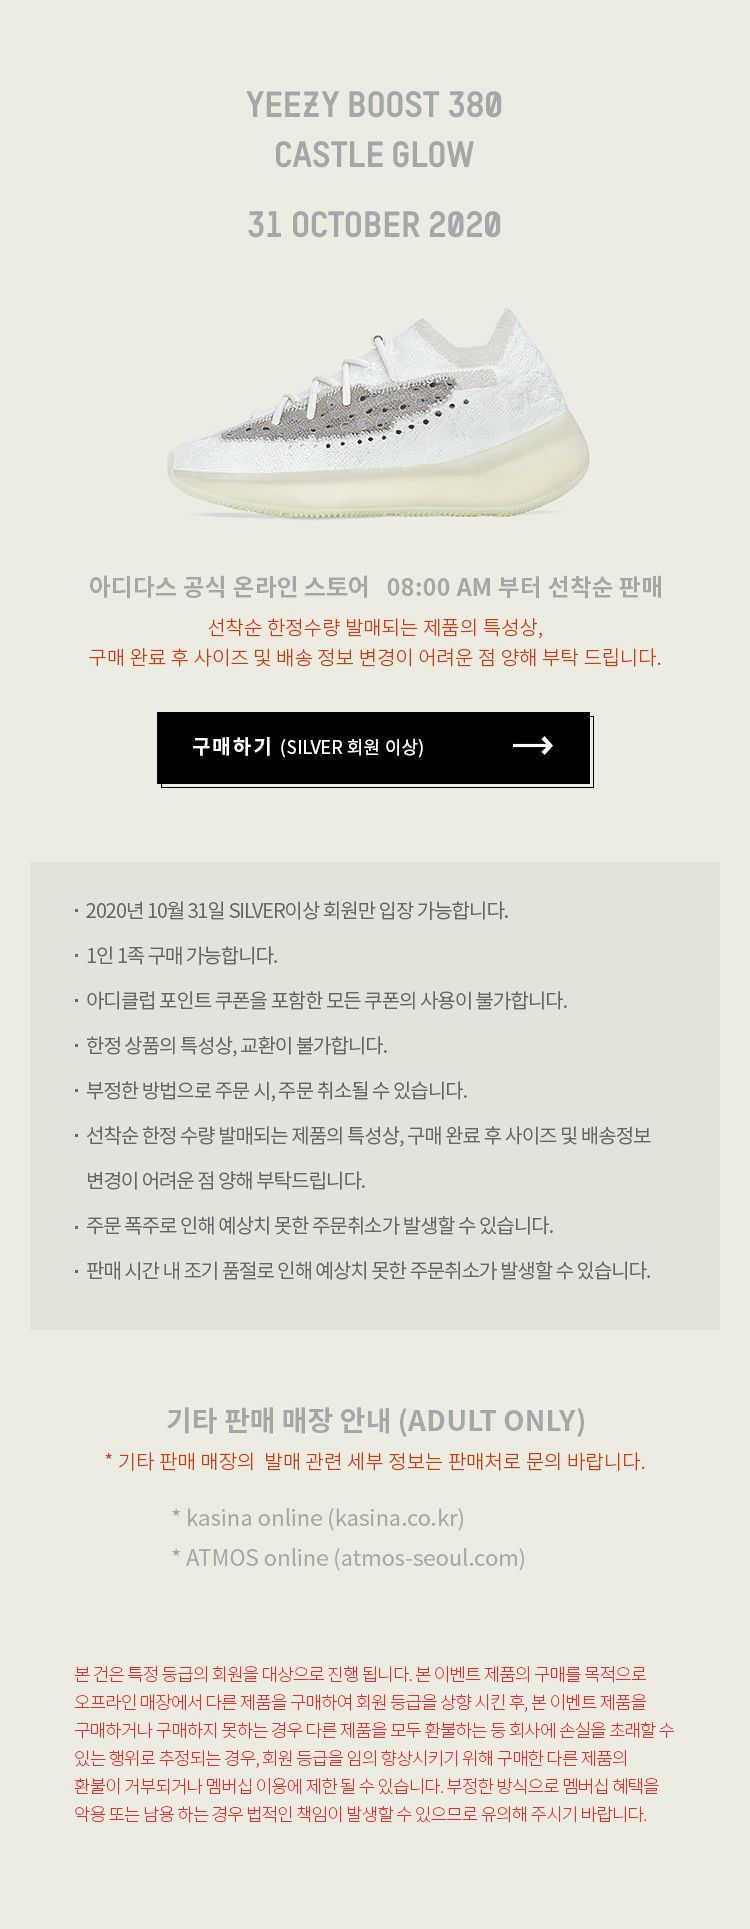 YEEZY BOOST 380
CASTLE GLOW
31 OCTOBER 2020
아디다스 공식 온라인 스토어 08:00 AM 부터 선착순 판매
선착순 한정수량 발매되는 제품의 특성상,
구매 완료 후 사이즈 및 배송 정보 변경이 어려운 점 양해 부탁 드립니다.
구매하기 (SILVER 회원 이상) →
· 2020년 10월 31일 SILVER이상 회원만 입장 가능합니다.
· 1인 1족 구매 가능합니다.
· 아디클럽 포인트 쿠폰을 포함한 모든 쿠폰의 사용이 불가합니다.
· 한정 상품의 특성상, 교환이 불가합니다.
· 부정한 방법으로 주문 시, 주문 취소될 수 있습니다.
· 선착순 한정 수량 발매되는 제품의 특성상, 구매 완료 후 사이즈 및 배송정보
변경이 어려운 점 양해 부탁드립니다.
· 주문 폭주로 인해 예상치 못한 주문취소가 발생할 수 있습니다.
· 판매 시간 내 조기 품절로 인해 예상치 못한 주문취소가 발생할 수 있습니다.
기타 판매 매장 안내 (ADULT ONLY)
* 기타 판매 매장의 발매 관련 세부 정보는 판매처로 문의 바랍니다.
* kasina online (kasina.co.kr)
* ATMOS online (atmos-seoul.com)
본 건은 특정 등급의 회원을 대상으로 진행 됩니다. 본 이벤트 제품의 구매를 목적으로
오프라인 매장에서 다른 제품을 구매하여 회원 등급을 상향 시킨 후, 본 이벤트 제품을
구매하거나 구매하지 못하는 경우 다른 제품을 모두 환불하는 등 회사에 손실을 초래할 수
있는 행위로 추정되는 경우, 회원 등급을 임의 향상시키기 위해 구매한 다른 제품의
환불이 거부되거나 멤버십 이용에 제한 될 수 있습니다. 부정한 방식으로 멤버십 혜택을
악용 또는 남용 하는 경우 법적인 책임이 발생할 수 있으므로 유의해 주시기 바랍니다.